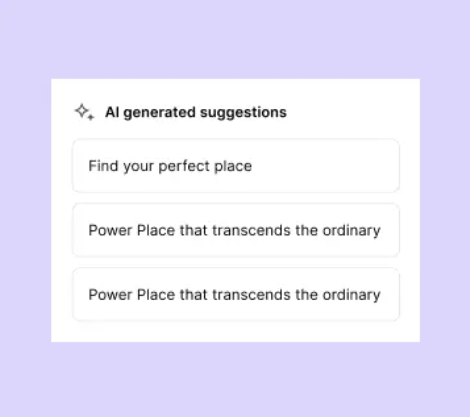 AI generated suggestions
Find your perfect place
Power Place that transcends the ordinary
Power Place that transcends the ordinary